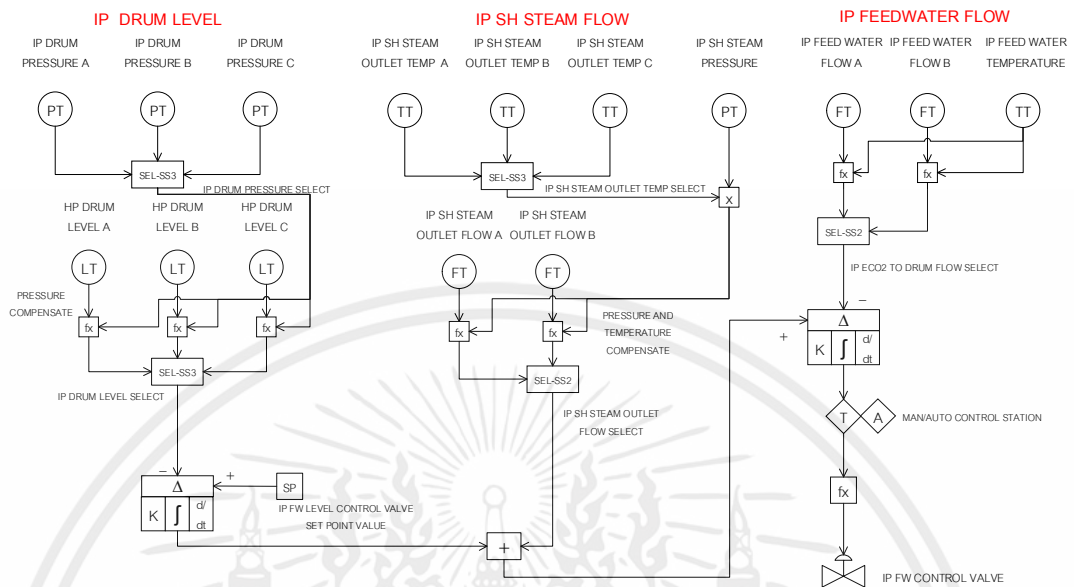 IP DRUM LEVEL
IP SH STEAM FLOW
IP FEEDWATER FLOW
IP DRUM
PRESSURE A
IP DRUM
PRESSURE B
IP DRUM
PRESSURE C
IP SH STEAM
OUTLET TEMP A
IP SH STEAM
OUTLET TEMP B
IP SH STEAM
OUTLET TEMP C
IP SH STEAM
PRESSURE
IP FEED WATER
FLOW A
IP FEED WATER
FLOW B
IP FEED WATER
TEMPERATURE
PT
PT
PT
TT
TT
TT
PT
FT
FT
TT
SEL-SS3
IP DRUM PRESSURE SELECT
SEL-SS3
IP SH STEAM OUTLET TEMP SELECT
x
fx
fx
SEL-SS2
IP ECO2 TO DRUM FLOW SELECT
HP DRUM
LEVEL A
HP DRUM
LEVEL B
HP DRUM
LEVEL C
IP SH STEAM
OUTLET FLOW A
IP SH STEAM
OUTLET FLOW B
LT
LT
LT
FT
FT
PRESSURE
COMPENSATE
fx
fx
fx
fx
fx
PRESSURE AND
TEMPERATURE
COMPENSATE
SEL-SS3
IP DRUM LEVEL SELECT
SEL-SS2
IP SH STEAM OUTLET
FLOW SELECT
−
+
Δ
K
∫
d/
dt
T
A
MAN/AUTO CONTROL STATION
−
+
Δ
K
∫
d/
dt
SP
IP FW LEVEL CONTROL VALVE
SET POINT VALUE
+
fx
IP FW CONTROL VALVE